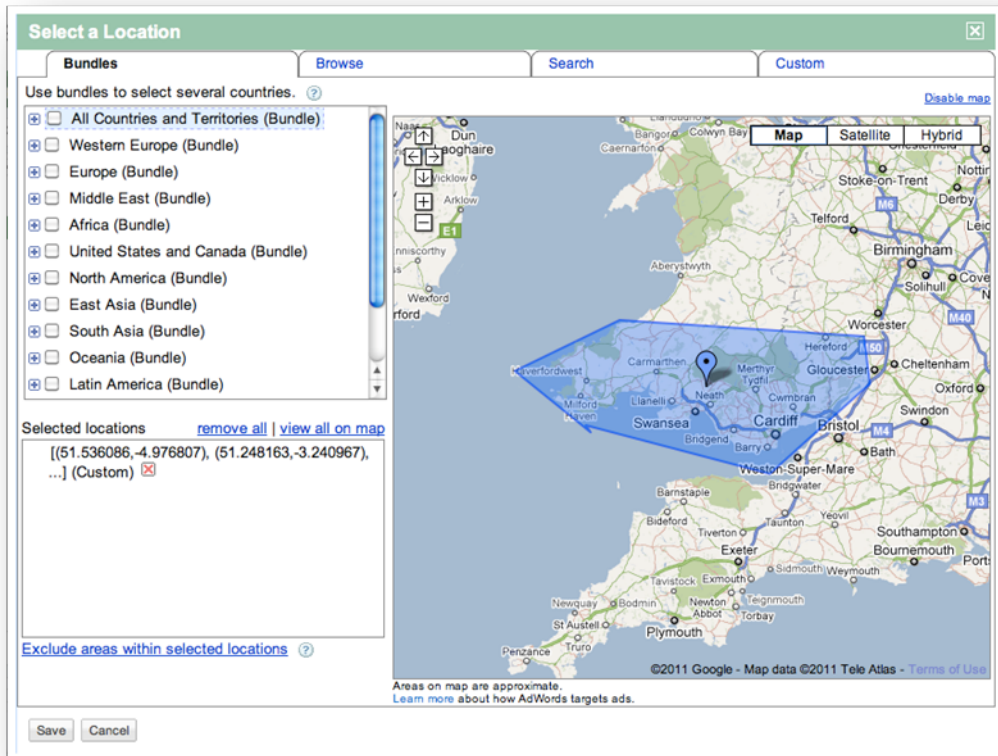 Select a Location
Bundles
Browse
Search
Custom
Use bundles to select several countries.
Disable map
All Countries and Territories (Bundle)
Western Europe (Bundle)
Europe (Bundle)
Middle East (Bundle)
Africa (Bundle)
United States and Canada (Bundle)
North America (Bundle)
East Asia (Bundle)
South Asia (Bundle)
Oceania (Bundle)
Latin America (Bundle)
Selected locations
remove all | view all on map
[(51.536086,-4.976807), (51.248163,-3.240967),
...] (Custom)
Exclude areas within selected locations
Save
Cancel
Map
Satellite
Hybrid
Dun
Bangor
Colwyn Bay
Caernarfon
Wicklow
Arklow
Stoke-on-Trent
Derby
M6
Telford
E1
Birmingham
Solihull
Aberystwyth
Wexford
M40
Worcester
Hereford
M50
Haverfordwest
Carmarthen
Merthyr
Tydfil
Gloucester
Cheltenham
Oxford
Milford
Haven
Llanelli
Neath
Cwmbran
Swansea
Cardiff
Swindon
Bridgend
Bristol
M4
Barry
Bath
Weston-Super-Mare
Bridgwater
Barnstaple
M3
Bideford
Taunton
Yeovil
Tiverton
Southampton
Exeter
Bournemouth
Sidmouth
Weymouth
Tavistock
Exmouth
Newquay
Bodmin
Newton
Abbot
Teignmouth
Torbay
St Austell
Plymouth
Truro
Penzance
©2011 Google - Map data ©2011 Tele Atlas - Terms of Use
Areas on map are approximate.
Learn more about how AdWords targets ads.